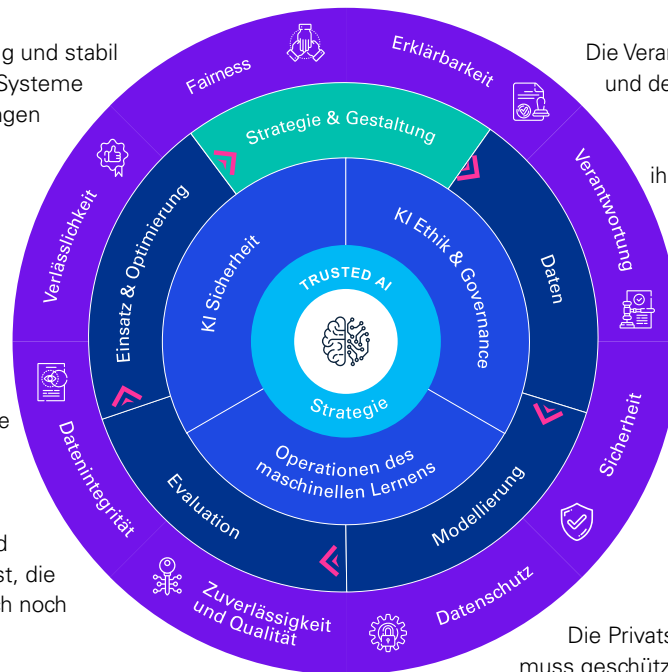 g und stabil
Systeme
ngen
Die Verar
und de
ih
Fairness
Erklärbarkeit
Verantwortung
Sicherheit
Datenschutz
Zuverlässigkeit
und Qualität
Datenintegrität
Verlässlichkeit
Strategie & Gestaltung
Daten
Modellierung
Evaluation
Einsatz & Optimierung
KI Sicherheit
KI Ethik & Governance
Operationen des
maschinellen Lernens
TRUSTED AI
Strategie
e
d
st, die
ch noch
Die Privats
muss geschütz